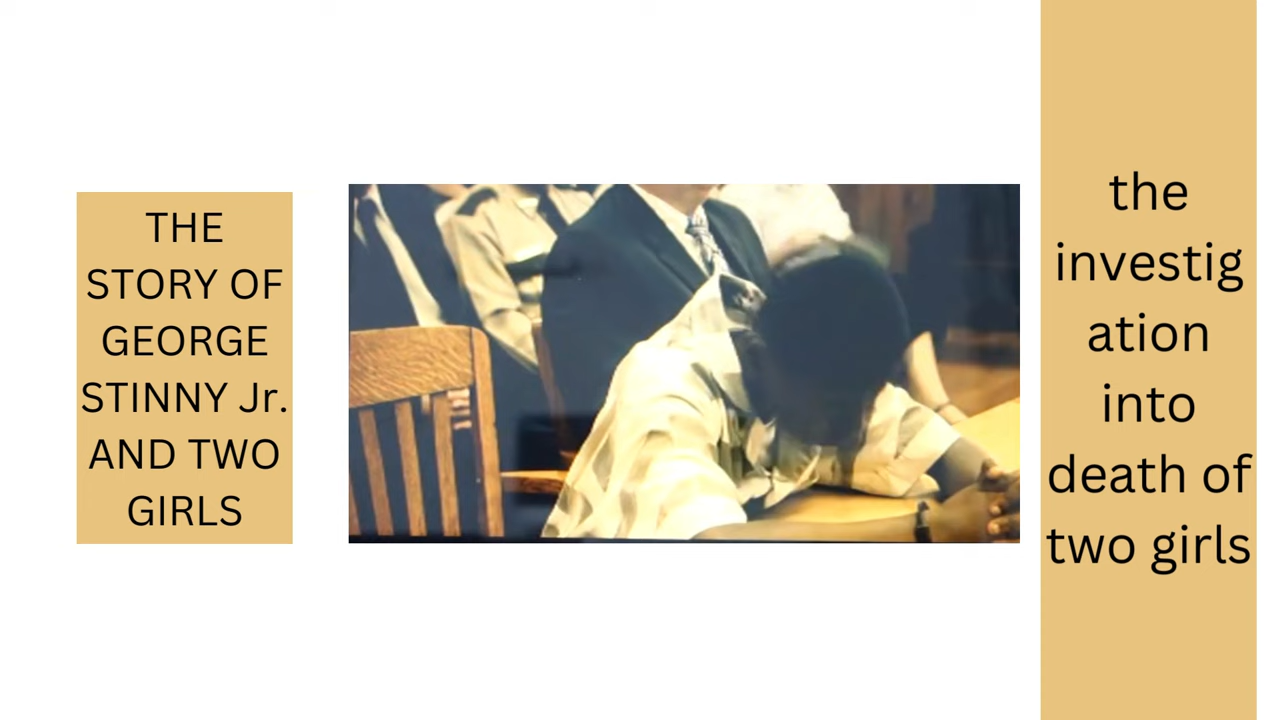 THE
STORY OF
GEORGE
STINNY Jr.
AND TWO
GIRLS
the
investig
ation
into
death of
two girls